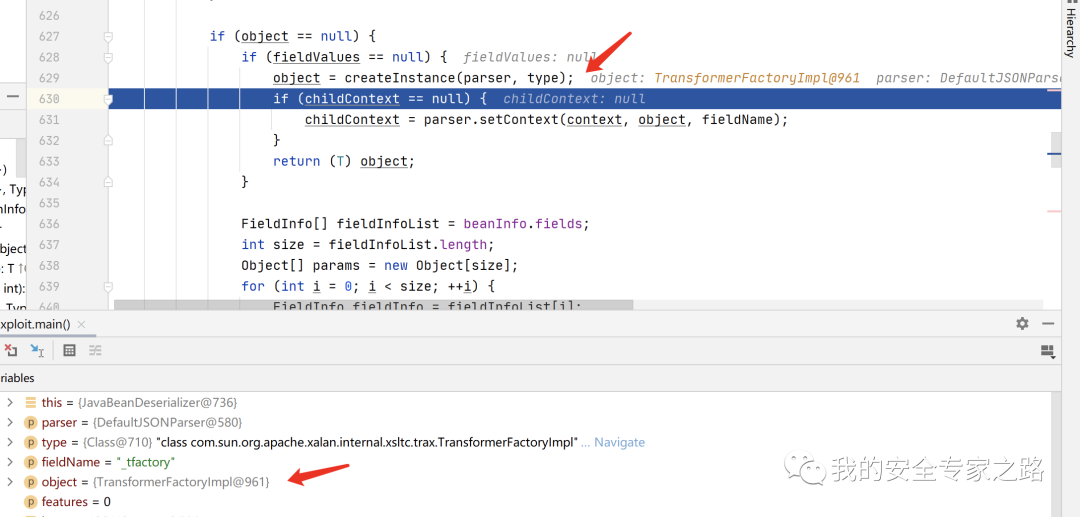 Hierarchy
626
627 if (object == null) {
628 if (fieldValues == null) { fieldValues: null
629 object = createInstance(parser, type); object: TransformerFactoryImpl@961 parser: DefaultJSONParse
630 if (childContext == null) { childContext: null
631 childContext = parser.setContext(context, object, fieldName);
632 }
633 return (T) object;
634 }
635
636 FieldInfo[] fieldInfoList = beanInfo.fields;
637 int size = fieldInfoList.length;
638 Object[] params = new Object[size];
639 for (int i = 0; i < size; ++i) {
640 FieldInfo fieldInfo = fieldInfoList[i];
)
, Typ
nInfo
bject
: T
int):
, Typ
xploit.main()
riables
this = {JavaBeanDeserializer@736}
parser = {DefaultJSONParser@580}
type = {Class@710} "class com.sun.org.apache.xalan.internal.xsltc.trax.TransformerFactoryImpl" ... Navigate
fieldName = "_tfactory"
object = {TransformerFactoryImpl@961}
features = 0
我的安全专家之路